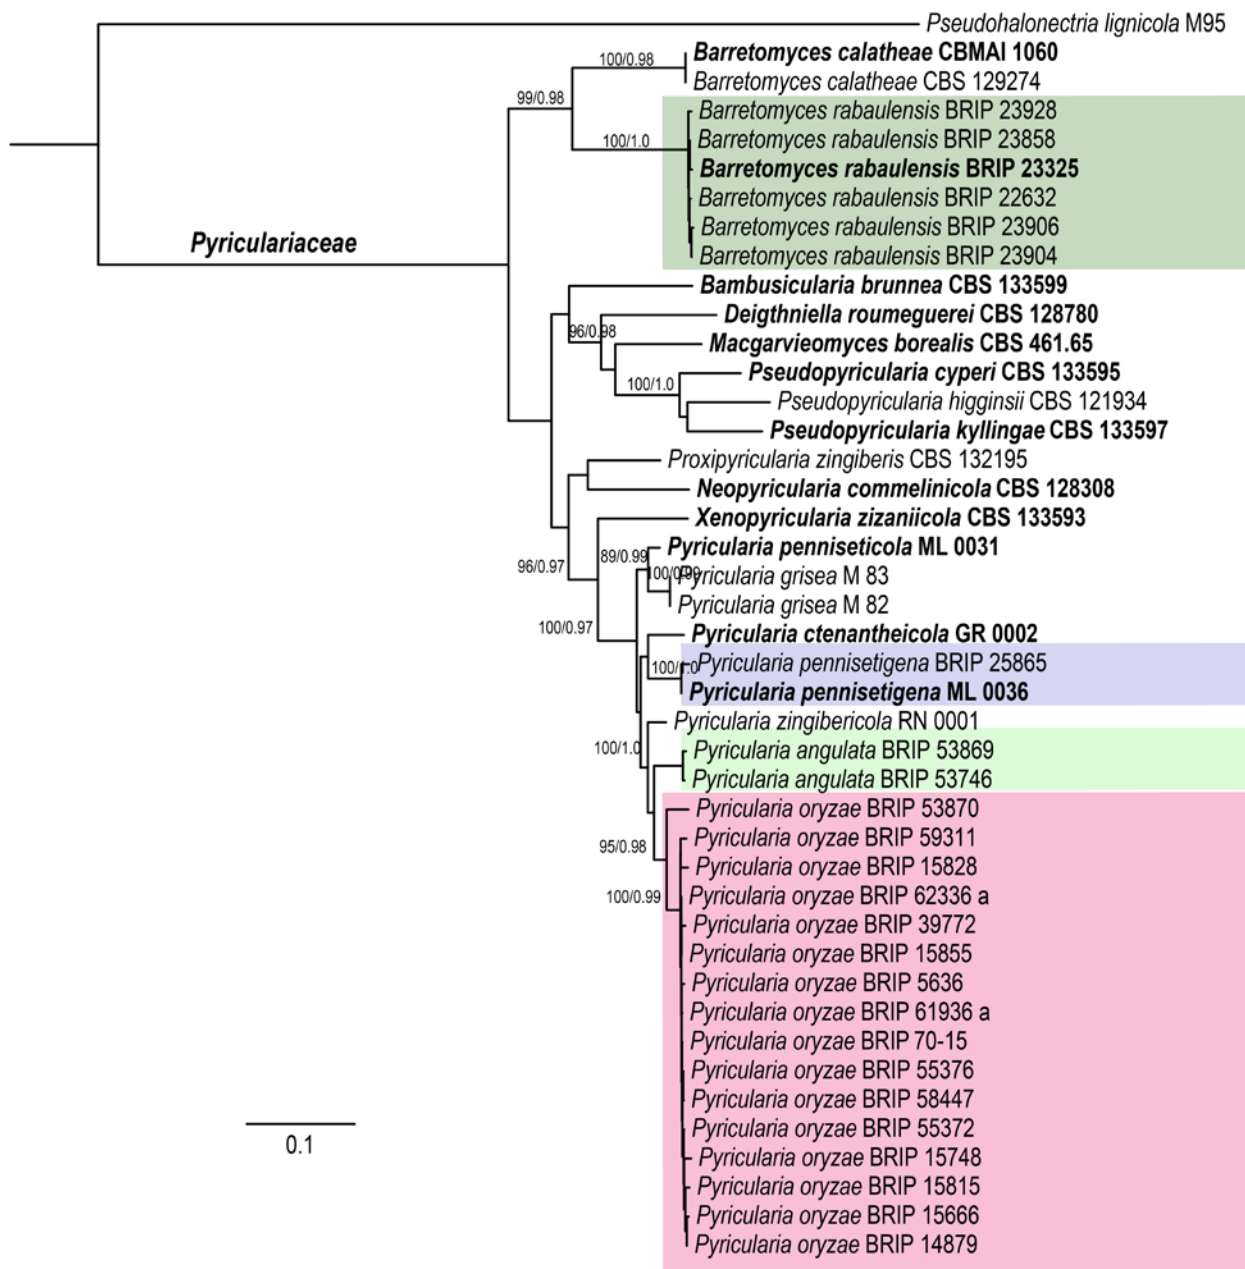 Pseudohalonectria lignicola M95
Barretomyces calatheae CBMAI 1060
100/0.98
Barretomyces calatheae CBS 129274
99/0.98
Barretomyces rabaulensis BRIP 23928
Barretomyces rabaulensis BRIP 23858
100/1.0
Barretomyces rabaulensis BRIP 23325
Barretomyces rabaulensis BRIP 22632
Barretomyces rabaulensis BRIP 23906
Pyriculariaceae
Barretomyces rabaulensis BRIP 23904
Bambusicularia brunnea CBS 133599
Deigthniella roumeguerei CBS 128780
96/0.98
Macgarvieomyces borealis CBS 461.65
Pseudopyricularia cyperi CBS 133595
100/1.0
Pseudopyricularia higginsii CBS 121934
Pseudopyricularia kyllingae CBS 133597
Proxipyricularia zingiberis CBS 132195
Neopyricularia commelinicola CBS 128308
Xenopyricularia zizaniicola CBS 133593
Pyricularia penniseticola ML 0031
89/0.99
96/0.97
100/0.99
Pyricularia grisea M 83
Pyricularia grisea M 82
100/0.97
Pyricularia ctenantheicola GR 0002
100/1.0
Pyricularia pennisetigena BRIP 25865
Pyricularia pennisetigena ML 0036
Pyricularia zingibericola RN 0001
100/1.0
Pyricularia angulata BRIP 53869
Pyricularia angulata BRIP 53746
Pyricularia oryzae BRIP 53870
Pyricularia oryzae BRIP 59311
95/0.98
Pyricularia oryzae BRIP 15828
100/0.99
Pyricularia oryzae BRIP 62336 a
Pyricularia oryzae BRIP 39772
Pyricularia oryzae BRIP 15855
Pyricularia oryzae BRIP 5636
Pyricularia oryzae BRIP 61936 a
Pyricularia oryzae BRIP 70-15
Pyricularia oryzae BRIP 55376
Pyricularia oryzae BRIP 58447
Pyricularia oryzae BRIP 55372
0.1
Pyricularia oryzae BRIP 15748
Pyricularia oryzae BRIP 15815
Pyricularia oryzae BRIP 15666
Pyricularia oryzae BRIP 14879